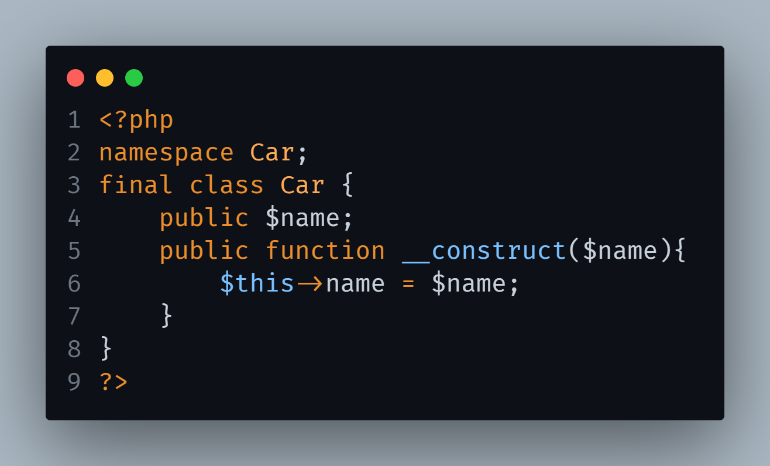 1 <?php
2 namespace Car;
3 final class Car {
4     public $name;
5     public function __construct($name){
6         $this->name = $name;
7     }
8 }
9 ?>